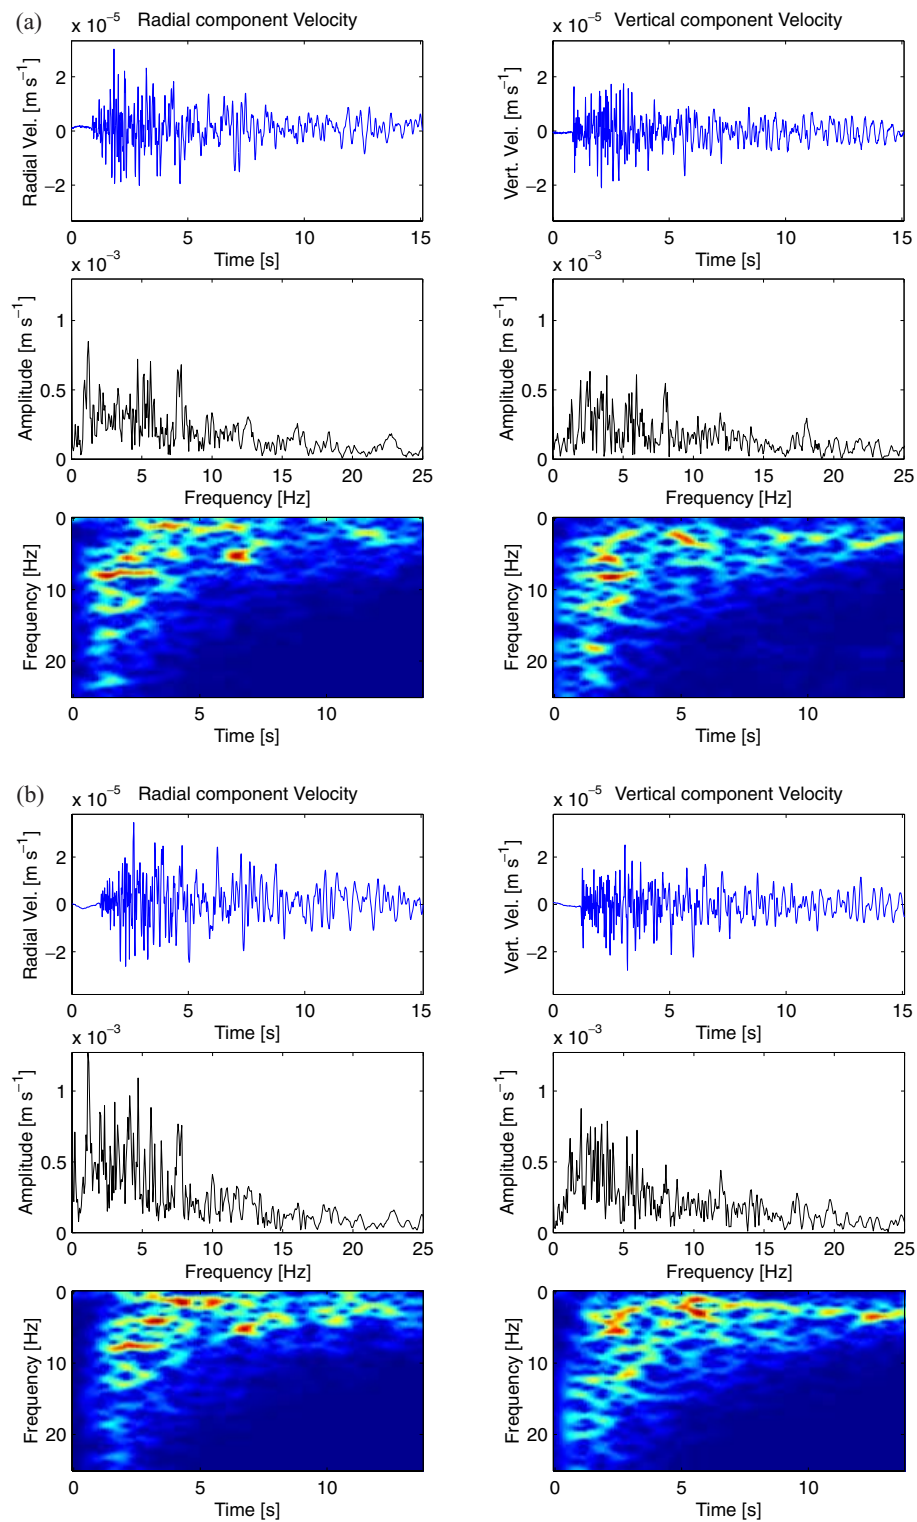 (a)
x 10⁻⁵ Radial component Velocity
Radial Vel. [m s⁻¹]
2
0
−2
0 5 10 15
Time [s]
x 10⁻⁵ Vertical component Velocity
Vert. Vel. [m s⁻¹]
2
0
−2
0 5 10 15
Time [s]
x 10⁻³
Amplitude [m s⁻¹]
1
0.5
0
0 5 10 15 20 25
Frequency [Hz]
x 10⁻³
Amplitude [m s⁻¹]
1
0.5
0
0 5 10 15 20 25
Frequency [Hz]
Frequency [Hz]
0
10
20
0 5 10
Time [s]
Frequency [Hz]
0
10
20
0 5 10
Time [s]
(b)
x 10⁻⁵ Radial component Velocity
Radial Vel. [m s⁻¹]
2
0
−2
0 5 10 15
Time [s]
x 10⁻⁵ Vertical component Velocity
Vert. Vel. [m s⁻¹]
2
0
−2
0 5 10 15
Time [s]
x 10⁻³
Amplitude [m s⁻¹]
1
0.5
0
0 5 10 15 20 25
Frequency [Hz]
x 10⁻³
Amplitude [m s⁻¹]
1
0.5
0
0 5 10 15 20 25
Frequency [Hz]
Frequency [Hz]
0
10
20
0 5 10
Time [s]
Frequency [Hz]
0
10
20
0 5 10
Time [s]